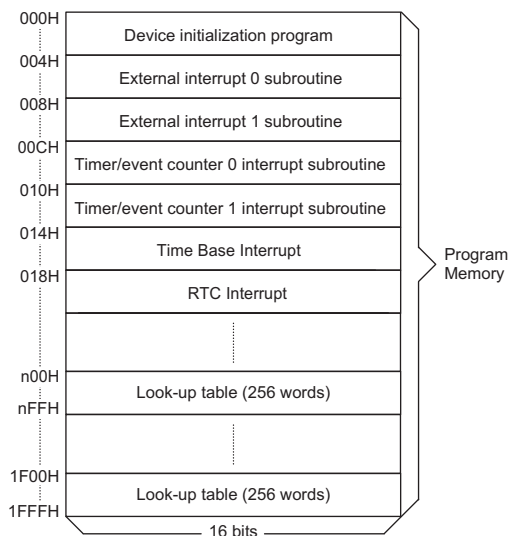 000H
Device initialization program
004H
External interrupt 0 subroutine
008H
External interrupt 1 subroutine
00CH
Timer/event counter 0 interrupt subroutine
010H
Timer/event counter 1 interrupt subroutine
014H
Time Base Interrupt
018H
RTC Interrupt
Program
Memory
n00H
Look-up table (256 words)
nFFH
1F00H
Look-up table (256 words)
1FFFH
16 bits